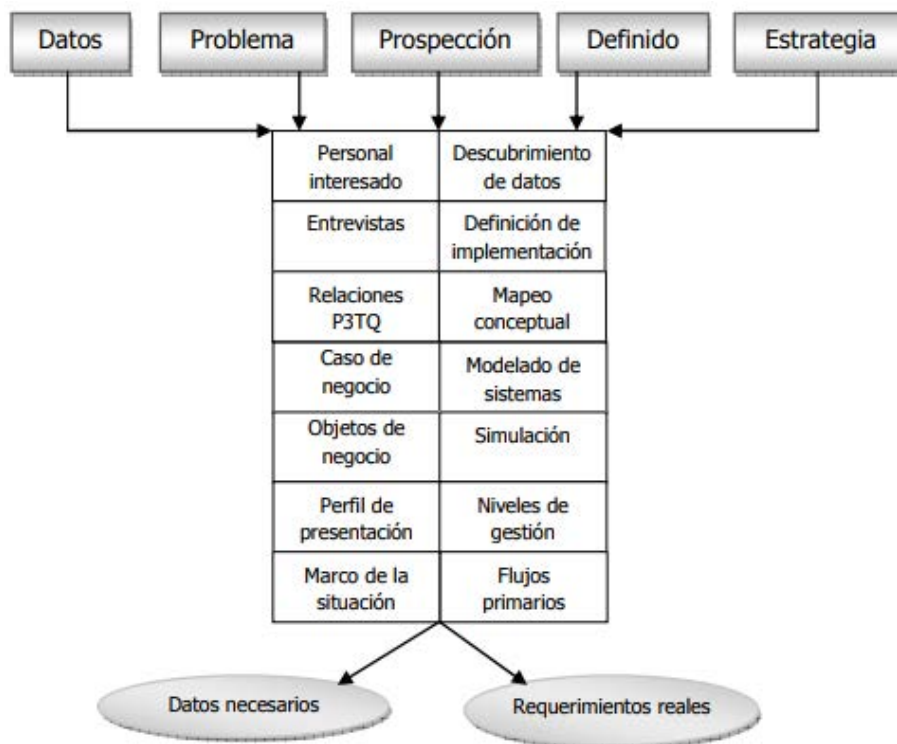 Datos
Problema
Prospección
Definido
Estrategia
Personal
interesado
Descubrimiento
de datos
Entrevistas
Definición de
implementación
Relaciones
P3TQ
Mapeo
conceptual
Caso de
negocio
Modelado de
sistemas
Objetos de
negocio
Simulación
Perfil de
presentación
Niveles de
gestión
Marco de la
situación
Flujos
primarios
Datos necesarios
Requerimientos reales